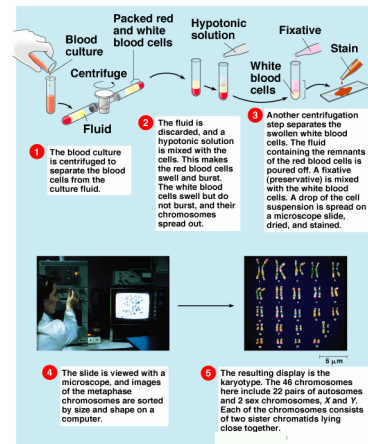 Packed red
and white
blood cells
Hypotonic
solution
Fixative
Blood
culture
Stain
White
blood
cells
Centrifuge
Fluid
1 The blood culture
is centrifuged to
separate the blood
cells from the
culture fluid.
2 The fluid is
discarded, and a
hypotonic solution
is mixed with the
cells. This makes
the red blood cells
swell and burst.
The white blood
cells swell but do
not burst, and their
chromosomes
spread out.
3 Another centrifugation
step separates the
swollen white blood
cells. The fluid
containing the remnants
of the red blood cells is
poured off. A fixative
(preservative) is mixed
with the white blood
cells. A drop of the cell
suspension is spread on
a microscope slide,
dried, and stained.
5 µm
4 The slide is viewed with a
microscope, and images
of the metaphase
chromosomes are sorted
by size and shape on a
computer.
5 The resulting display is the
karyotype. The 46 chromosomes
here include 22 pairs of autosomes
and 2 sex chromosomes, X and Y.
Each of the chromosomes consists
of two sister chromatids lying
close together.